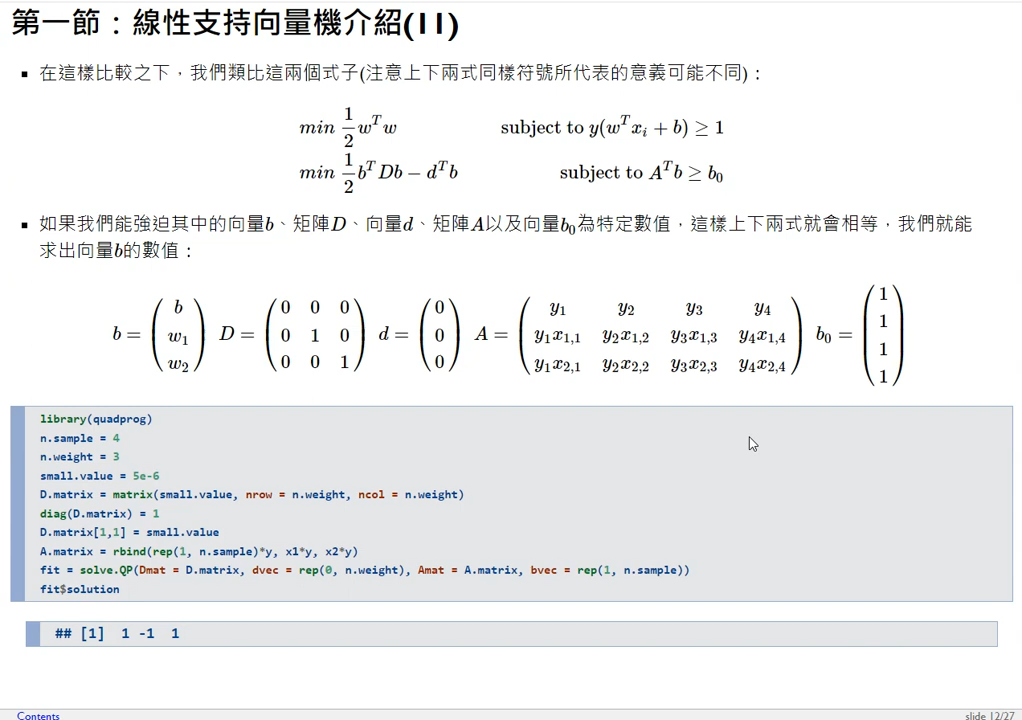 第一節：線性支持向量機介紹(11)
▪ 在這樣比較之下，我們類比這兩個式子(注意上下兩式同樣符號所代表的意義可能不同)：
min 1/2 w^T w subject to y(w^T x_i + b) ≥ 1
min 1/2 b^T Db − d^T b subject to A^T b ≥ b_0
▪ 如果我們能強迫其中的向量b、矩陣D、向量d、矩陣A以及向量b_0為特定數值，這樣上下兩式就會相等，我們就能
求出向量b的數值：
b = (b w_1 w_2) D = (0 0 0 0 1 0 0 0 1) d = (0 0 0) A = (y_1 y_2 y_3 y_4 y_1x_{1,1} y_2x_{1,2} y_3x_{1,3} y_4x_{1,4} y_1x_{2,1} y_2x_{2,2} y_3x_{2,3} y_4x_{2,4}) b_0 = (1 1 1 1)
library(quadprog)
n.sample = 4
n.weight = 3
small.value = 5e-6
D.matrix = matrix(small.value, nrow = n.weight, ncol = n.weight)
diag(D.matrix) = 1
D.matrix[1,1] = small.value
A.matrix = rbind(rep(1, n.sample)*y, x1*y, x2*y)
fit = solve.QP(Dmat = D.matrix, dvec = rep(0, n.weight), Amat = A.matrix, bvec = rep(1, n.sample))
fit$solution
## [1]  1 -1  1
Contents slide 12/27